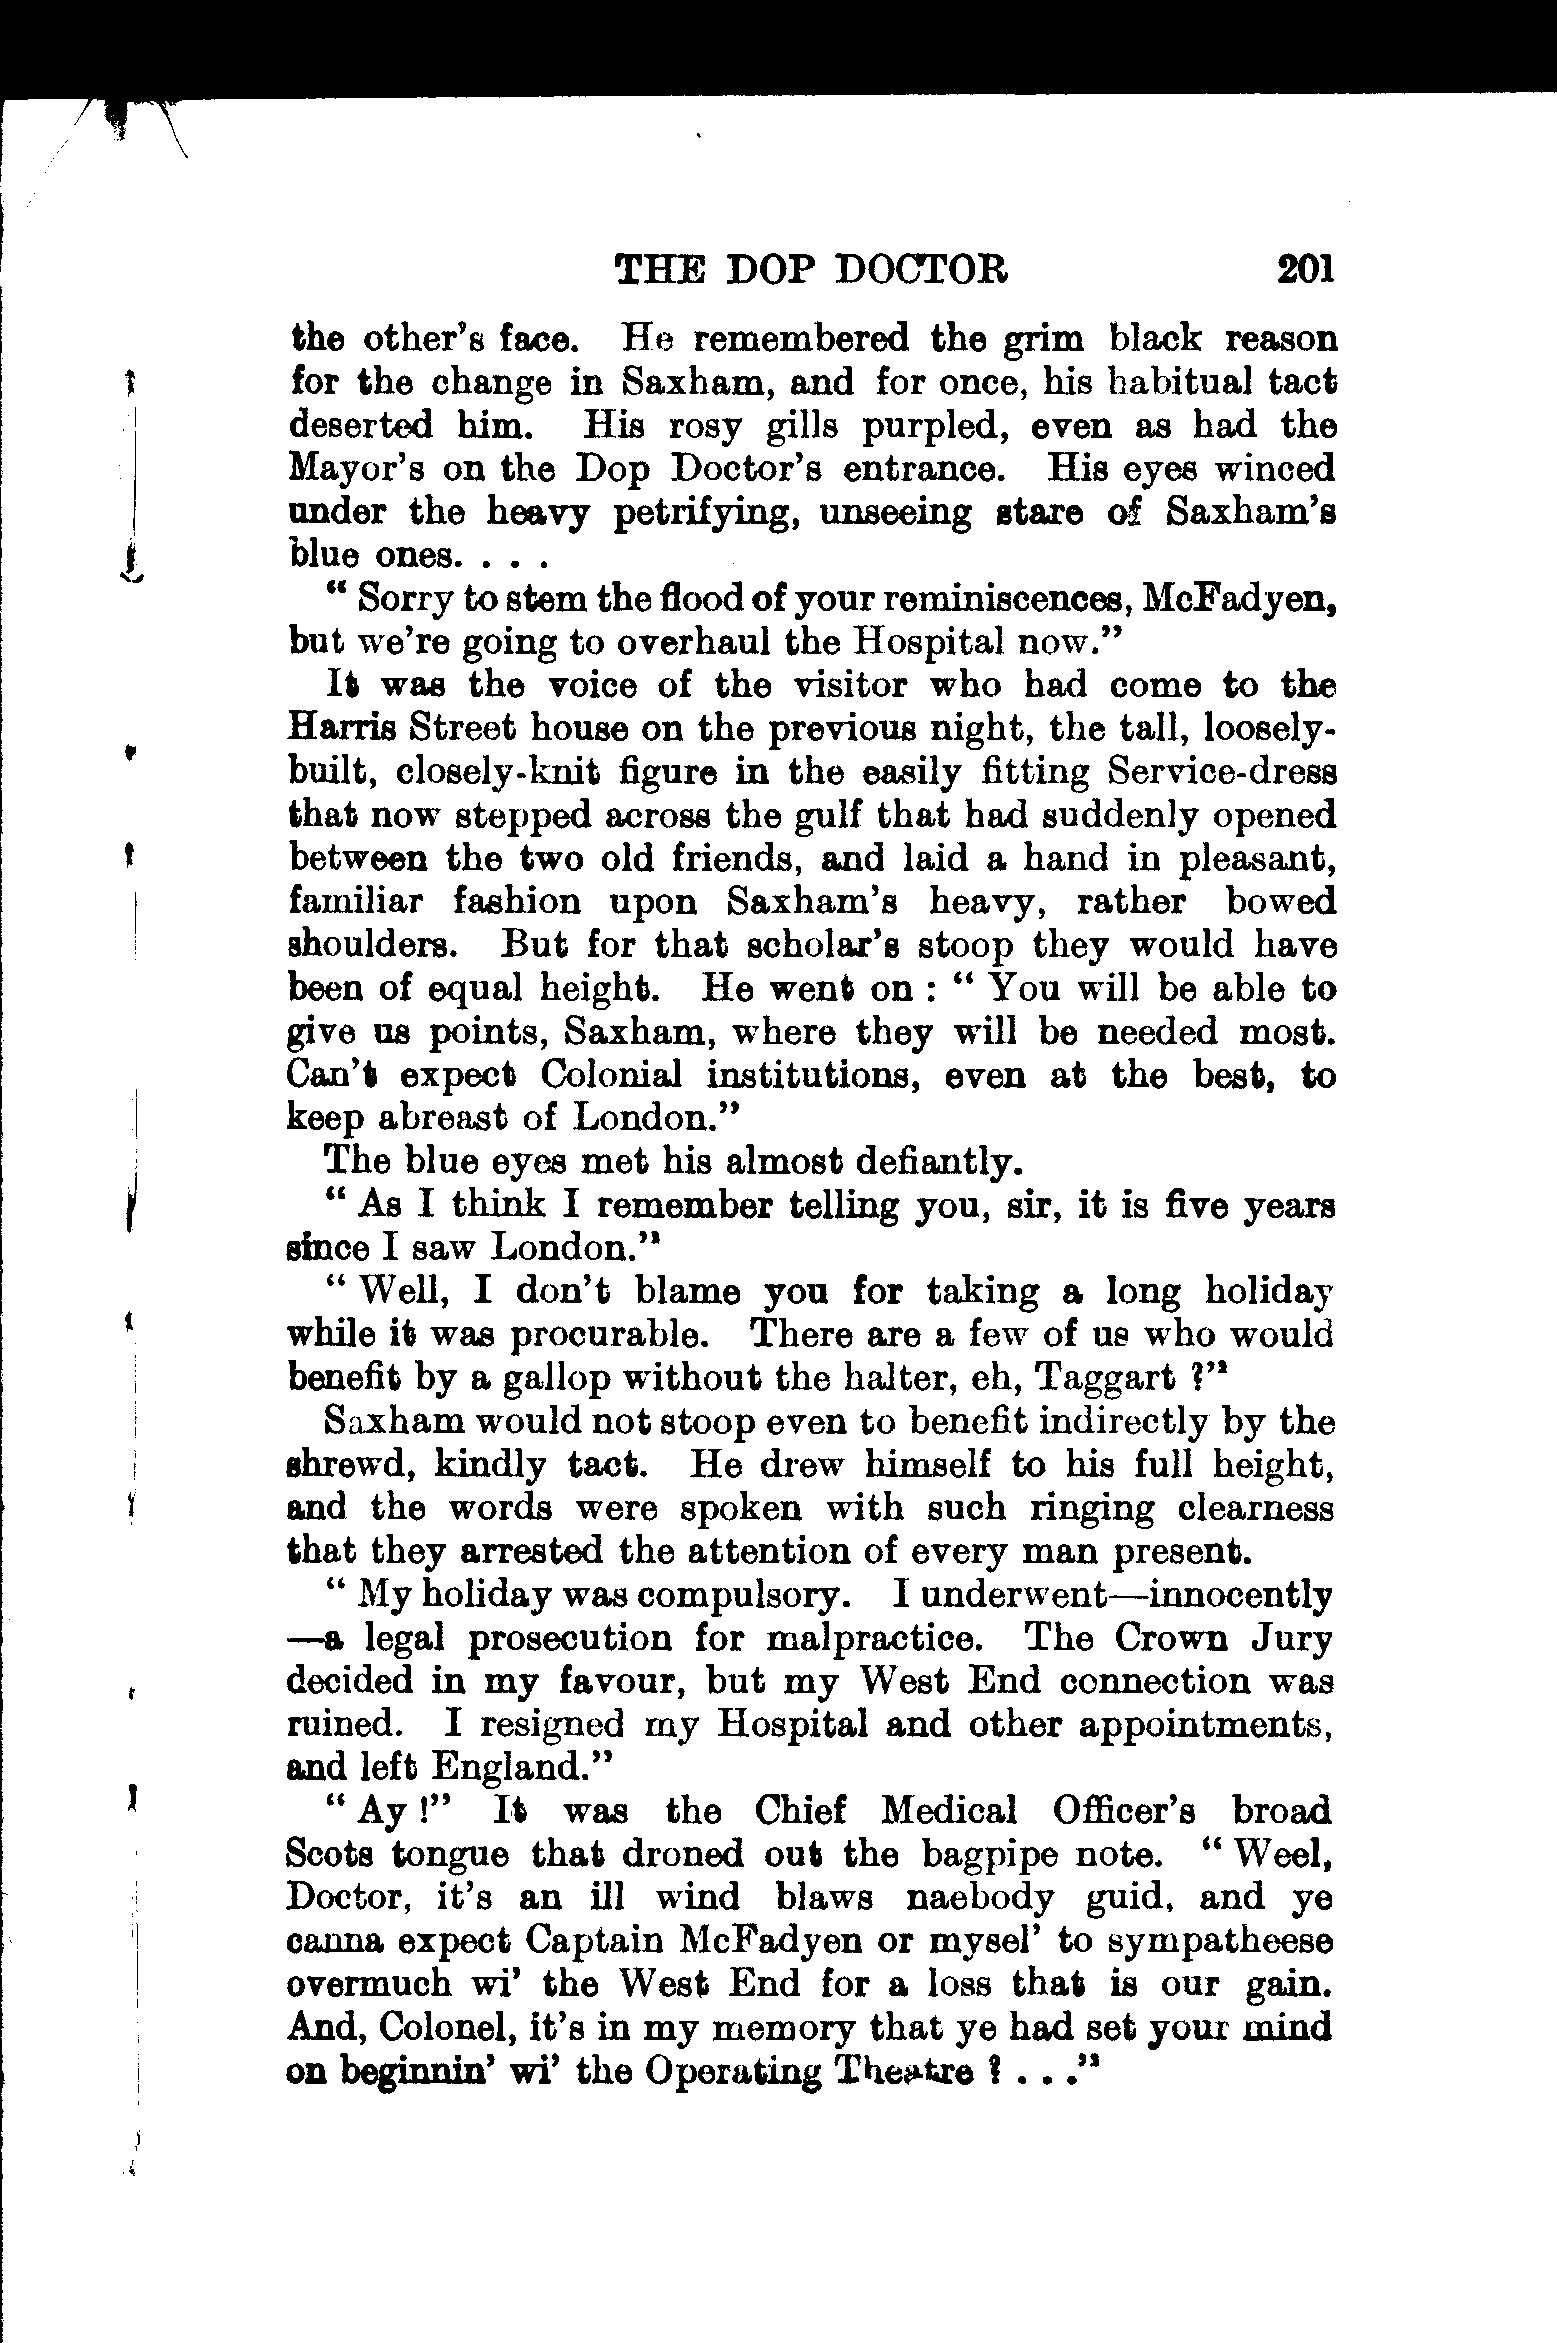 THE DOP DOCTOR 201
the other's face. He remembered the grim black reason
for the change in Saxham, and for once, his habitual tact
deserted him. His rosy gills purpled, even as had the
Mayor's on the Dop Doctor's entrance. His eyes winced
under the heavy petrifying, unseeing stare of Saxham's
blue ones. . . .
" Sorry to stem the flood of your reminiscences, McFadyen,
but we're going to overhaul the Hospital now."
It was the voice of the visitor who had come to the
Harris Street house on the previous night, the tall, loosely-
built, closely-knit figure in the easily fitting Service-dress
that now stepped across the gulf that had suddenly opened
between the two old friends, and laid a hand in pleasant,
familiar fashion upon Saxham's heavy, rather bowed
shoulders. But for that scholar's stoop they would have
been of equal height. He went on : " You will be able to
give us points, Saxham, where they will be needed most.
Can't expect Colonial institutions, even at the best, to
keep abreast of London."
The blue eyes met his almost defiantly.
" As I think I remember telling you, sir, it is five years
since I saw London."
" Well, I don't blame you for taking a long holiday
while it was procurable. There are a few of us who would
benefit by a gallop without the halter, eh, Taggart ?"
Saxham would not stoop even to benefit indirectly by the
shrewd, kindly tact. He drew himself to his full height,
and the words were spoken with such ringing clearness
that they arrested the attention of every man present.
" My holiday was compulsory. I underwent—innocently
—a legal prosecution for malpractice. The Crown Jury
decided in my favour, but my West End connection was
ruined. I resigned my Hospital and other appointments,
and left England."
" Ay !" It was the Chief Medical Officer's broad
Scots tongue that droned out the bagpipe note. " Weel,
Doctor, it's an ill wind blaws naebody guid, and ye
canna expect Captain McFadyen or mysel' to sympatheese
overmuch wi' the West End for a loss that is our gain.
And, Colonel, it's in my memory that ye had set your mind
on beginnin' wi' the Operating Theatre ? . . ."